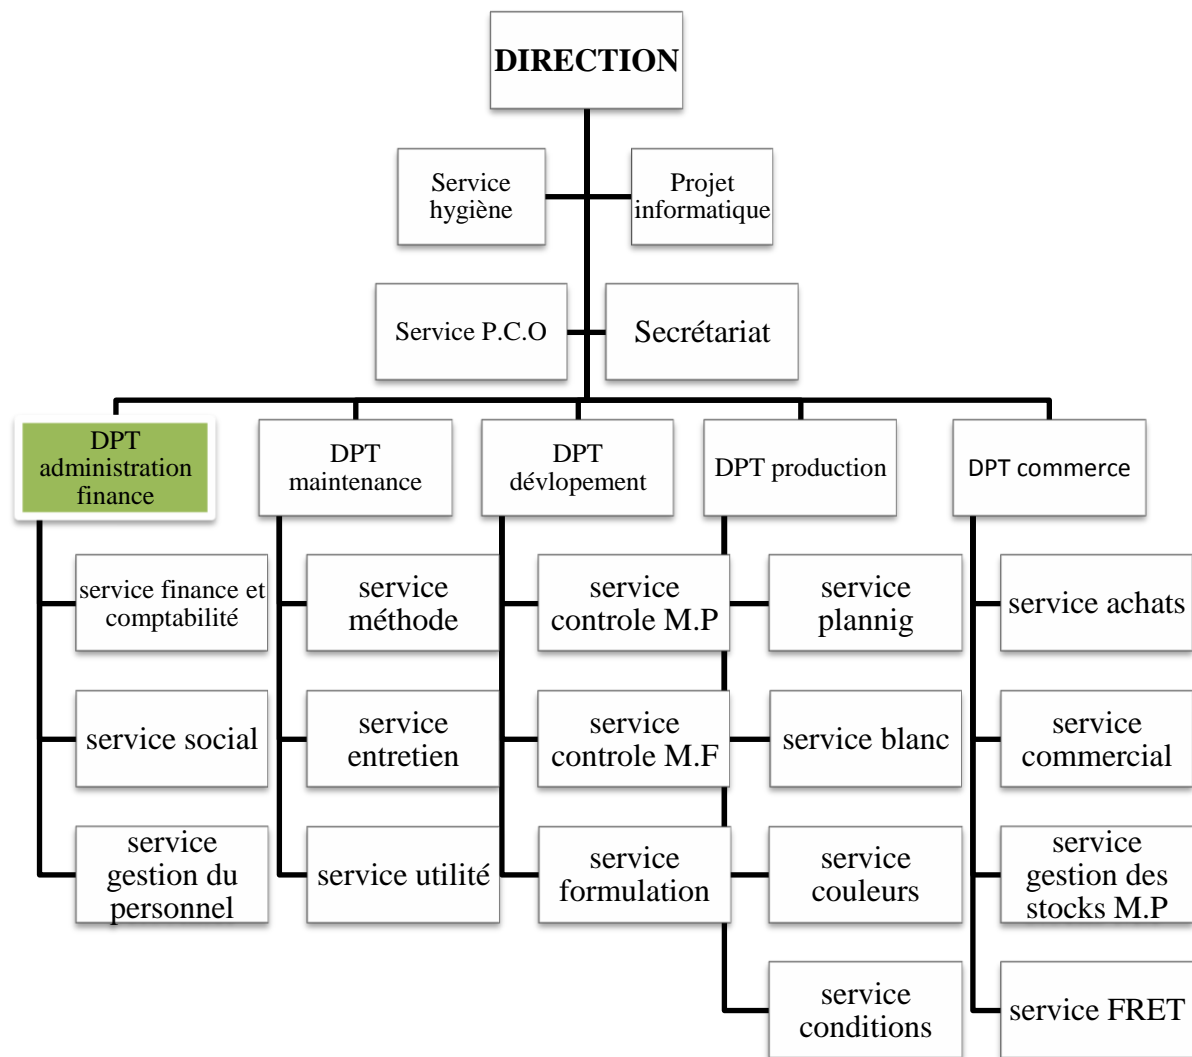 DIRECTION
Service
hygiène
Projet
informatique
Service P.C.O
Secrétariat
DPT
administration
finance
DPT
maintenance
DPT
dévlopement
DPT production
DPT commerce
service finance et
comptabilité
service
méthode
service
controle M.P
service
plannig
service achats
service social
service
entretien
service
controle M.F
service blanc
service
commercial
service
gestion du
personnel
service utilité
service
formulation
service
couleurs
service
gestion des
stocks M.P
service
conditions
service FRET